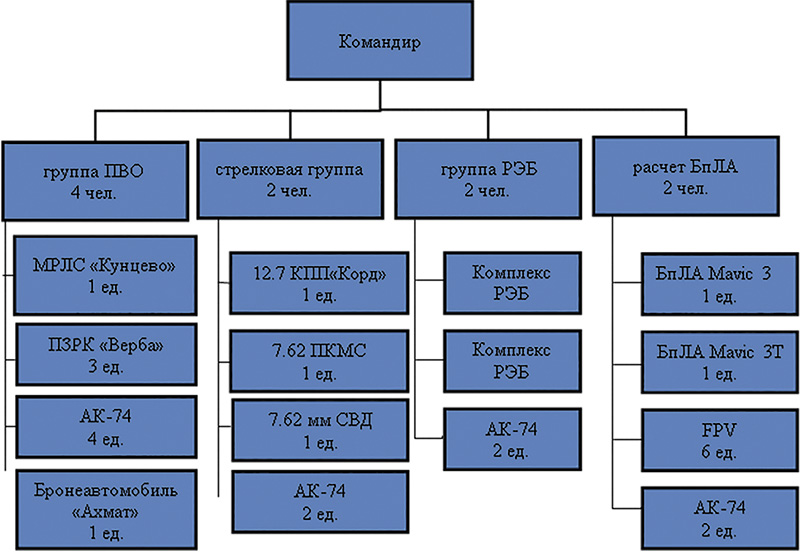 Командир
группа ПВО
4 чел.
стрелковая группа
2 чел.
группа РЭБ
2 чел.
расчет БпЛА
2 чел.
МРЛС «Кунцево»
1 ед.
ПЗРК «Верба»
3 ед.
АК-74
4 ед.
Бронеавтомобиль
«Ахмат»
1 ед.
12.7 КПП«Корд»
1 ед.
7.62 ПКМС
1 ед.
7.62 мм СВД
1 ед.
АК-74
2 ед.
Комплекс
РЭБ
Комплекс
РЭБ
АК-74
2 ед.
БпЛА Mavic 3
1 ед.
БпЛА Mavic 3Т
1 ед.
FPV
6 ед.
АК-74
2 ед.